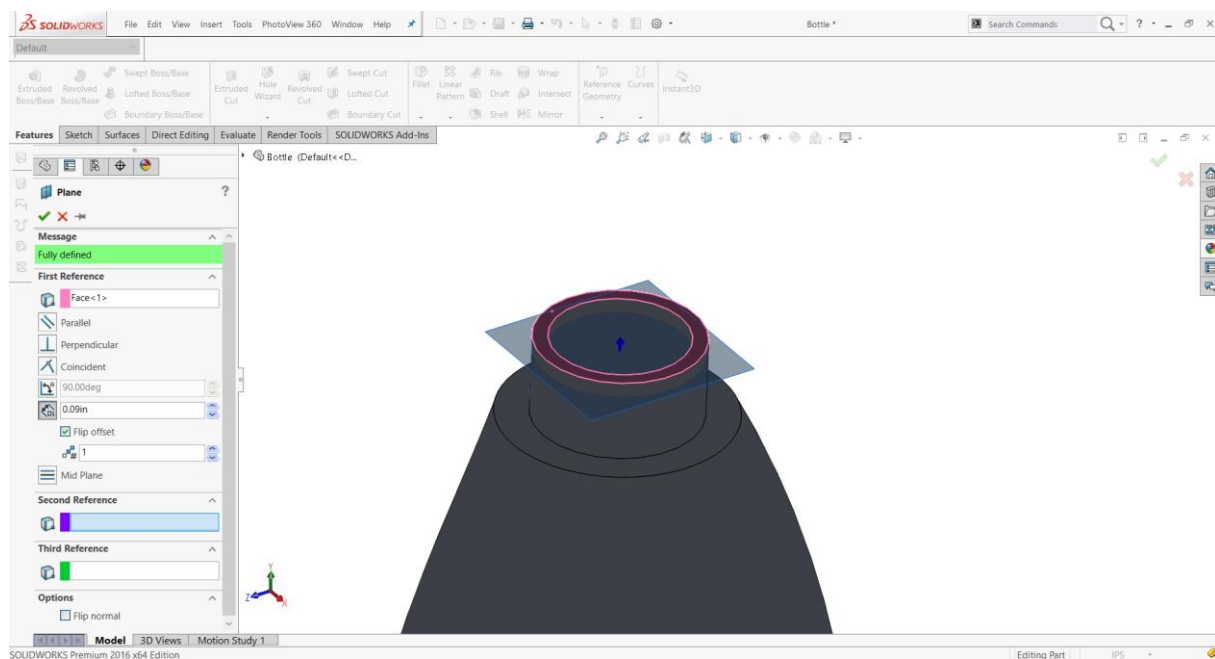 SOLIDWORKS File Edit View Insert Tools PhotoView 360 Window Help Bottle * Search Commands ?
Default
Extruded Boss/Base Revolved Boss/Base Swept Boss/Base Lofted Boss/Base Boundary Boss/Base Extruded Cut Hole Wizard Revolved Cut Swept Cut Lofted Cut Boundary Cut Fillet Linear Pattern Rib Draft Shell Wrap Intersect Mirror Reference Geometry Curves Instant3D
Features Sketch Surfaces Direct Editing Evaluate Render Tools SOLIDWORKS Add-Ins
Bottle (Default<<D...
Plane ?
Message
Fully defined
First Reference
Face<1>
Parallel
Perpendicular
Coincident
90.00deg
0.09in
Flip offset
1
Mid Plane
Second Reference
Third Reference
Options
Flip normal
Y
Z
X
Model 3D Views Motion Study 1
SOLIDWORKS Premium 2016 x64 Edition Editing Part IPS -